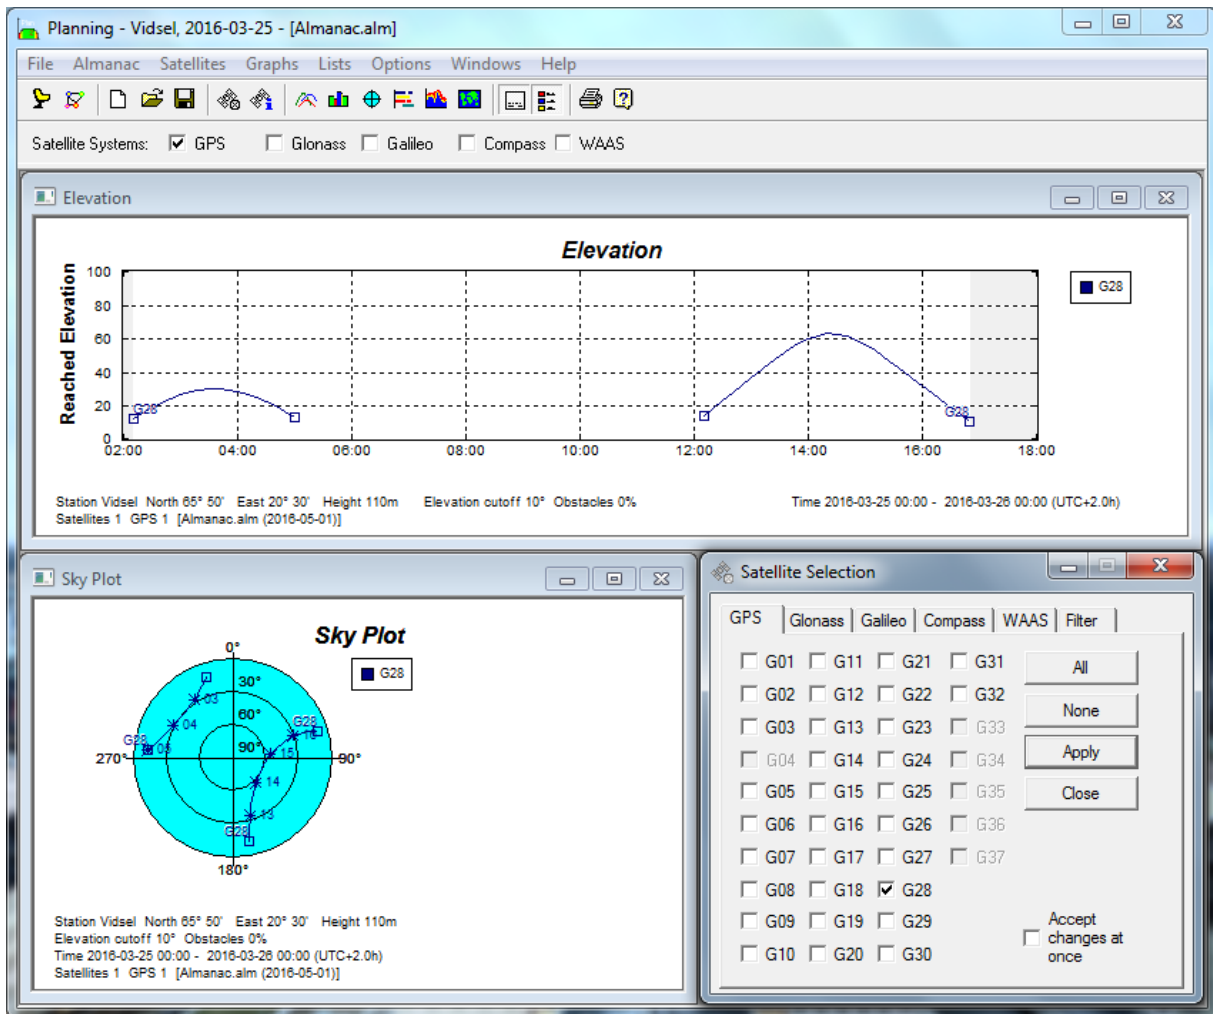 Planning - Vidsel, 2016-03-25 - [Almanac.alm]
File Almanac Satellites Graphs Lists Options Windows Help
Satellite Systems: GPS Glonass Galileo Compass WAAS
Elevation
Elevation
Reached Elevation
100
80
60
40
20
0
G28
G28
G28
02:00 04:00 06:00 08:00 10:00 12:00 14:00 16:00 18:00
Station Vidsel North 65° 50' East 20° 30' Height 110m Elevation cutoff 10° Obstacles 0% Time 2016-03-25 00:00 - 2016-03-26 00:00 (UTC+2.0h)
Satellites 1 GPS 1 [Almanac.alm (2016-05-01)]
Sky Plot
Sky Plot
G28
0°
30°
60°
90°
270°
90°
180°
03
04
G28
05
G28
16
15
14
13
G28
Station Vidsel North 65° 50' East 20° 30' Height 110m
Elevation cutoff 10° Obstacles 0%
Time 2016-03-25 00:00 - 2016-03-26 00:00 (UTC+2.0h)
Satellites 1 GPS 1 [Almanac.alm (2016-05-01)]
Satellite Selection
GPS Glonass Galileo Compass WAAS Filter
G01 G11 G21 G31
G02 G12 G22 G32
G03 G13 G23 G33
G04 G14 G24 G34
G05 G15 G25 G35
G06 G16 G26 G36
G07 G17 G27 G37
G08 G18 G28
G09 G19 G29
G10 G20 G30
All
None
Apply
Close
Accept
changes at
once